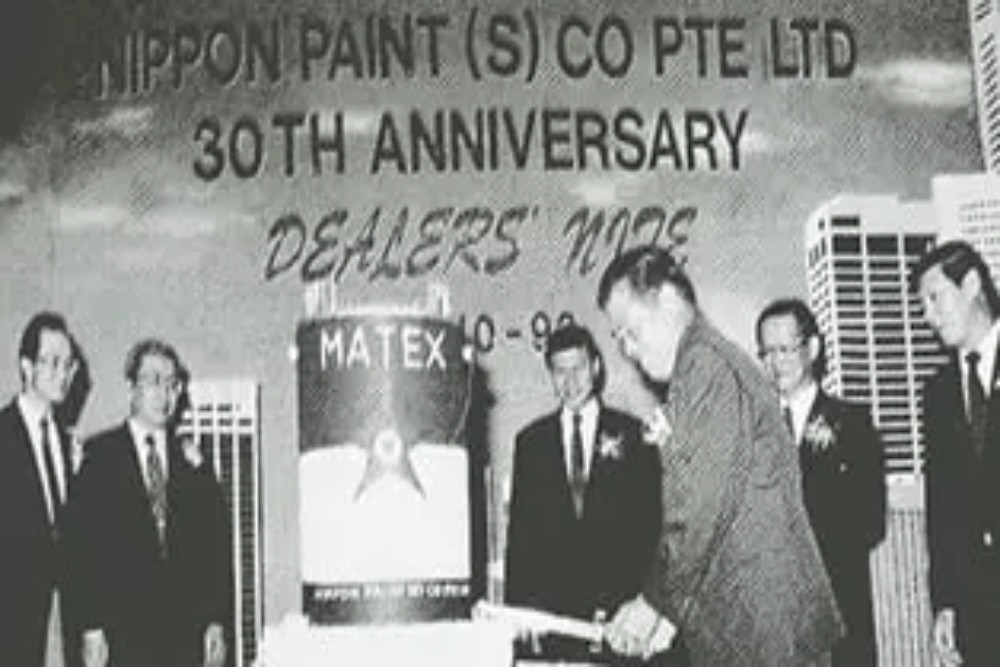 NIPPON PAINT (S) CO PTE LTD
30TH ANNIVERSARY
DEALERS' NITE
MATEX